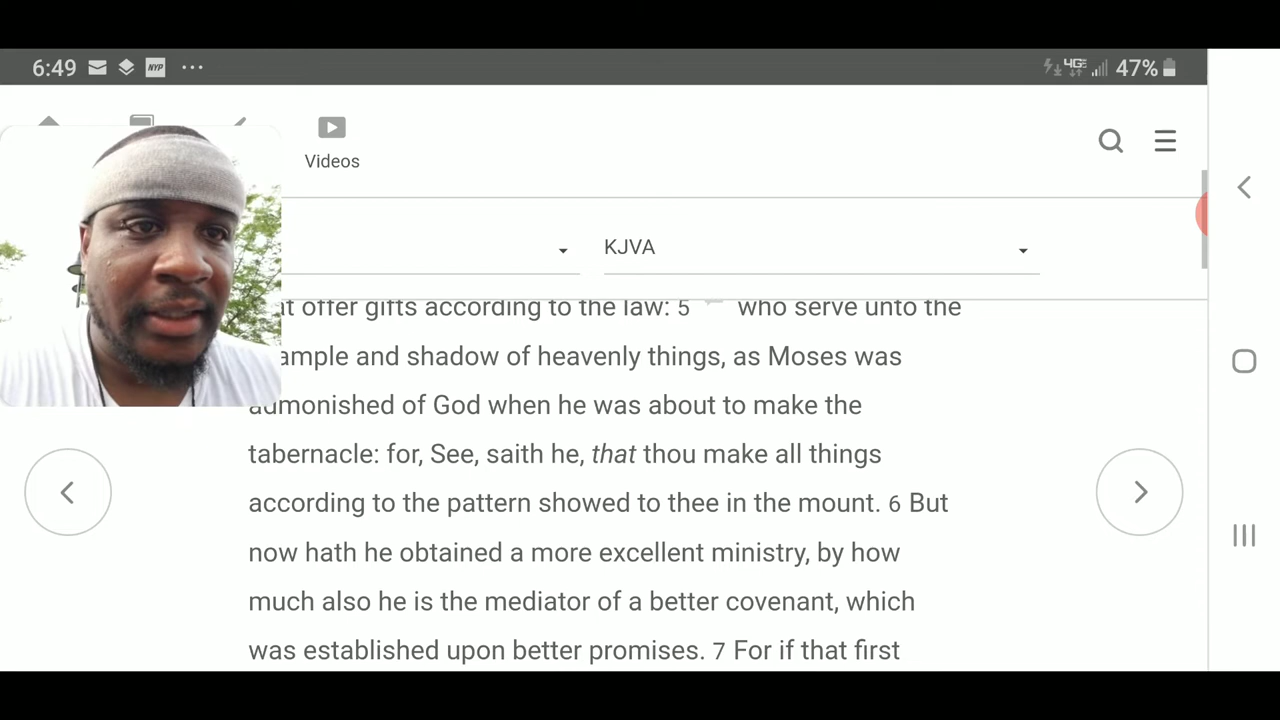 6:49 NYP ... 4GE 47%
Videos
KJVA
offer gifts according to the law: 5 who serve unto the
and shadow of heavenly things, as Moses was
admonished of God when he was about to make the
tabernacle: for, See, saith he, that thou make all things
according to the pattern showed to thee in the mount. 6 But
now hath he obtained a more excellent ministry, by how
much also he is the mediator of a better covenant, which
was established upon better promises. 7 For if that first